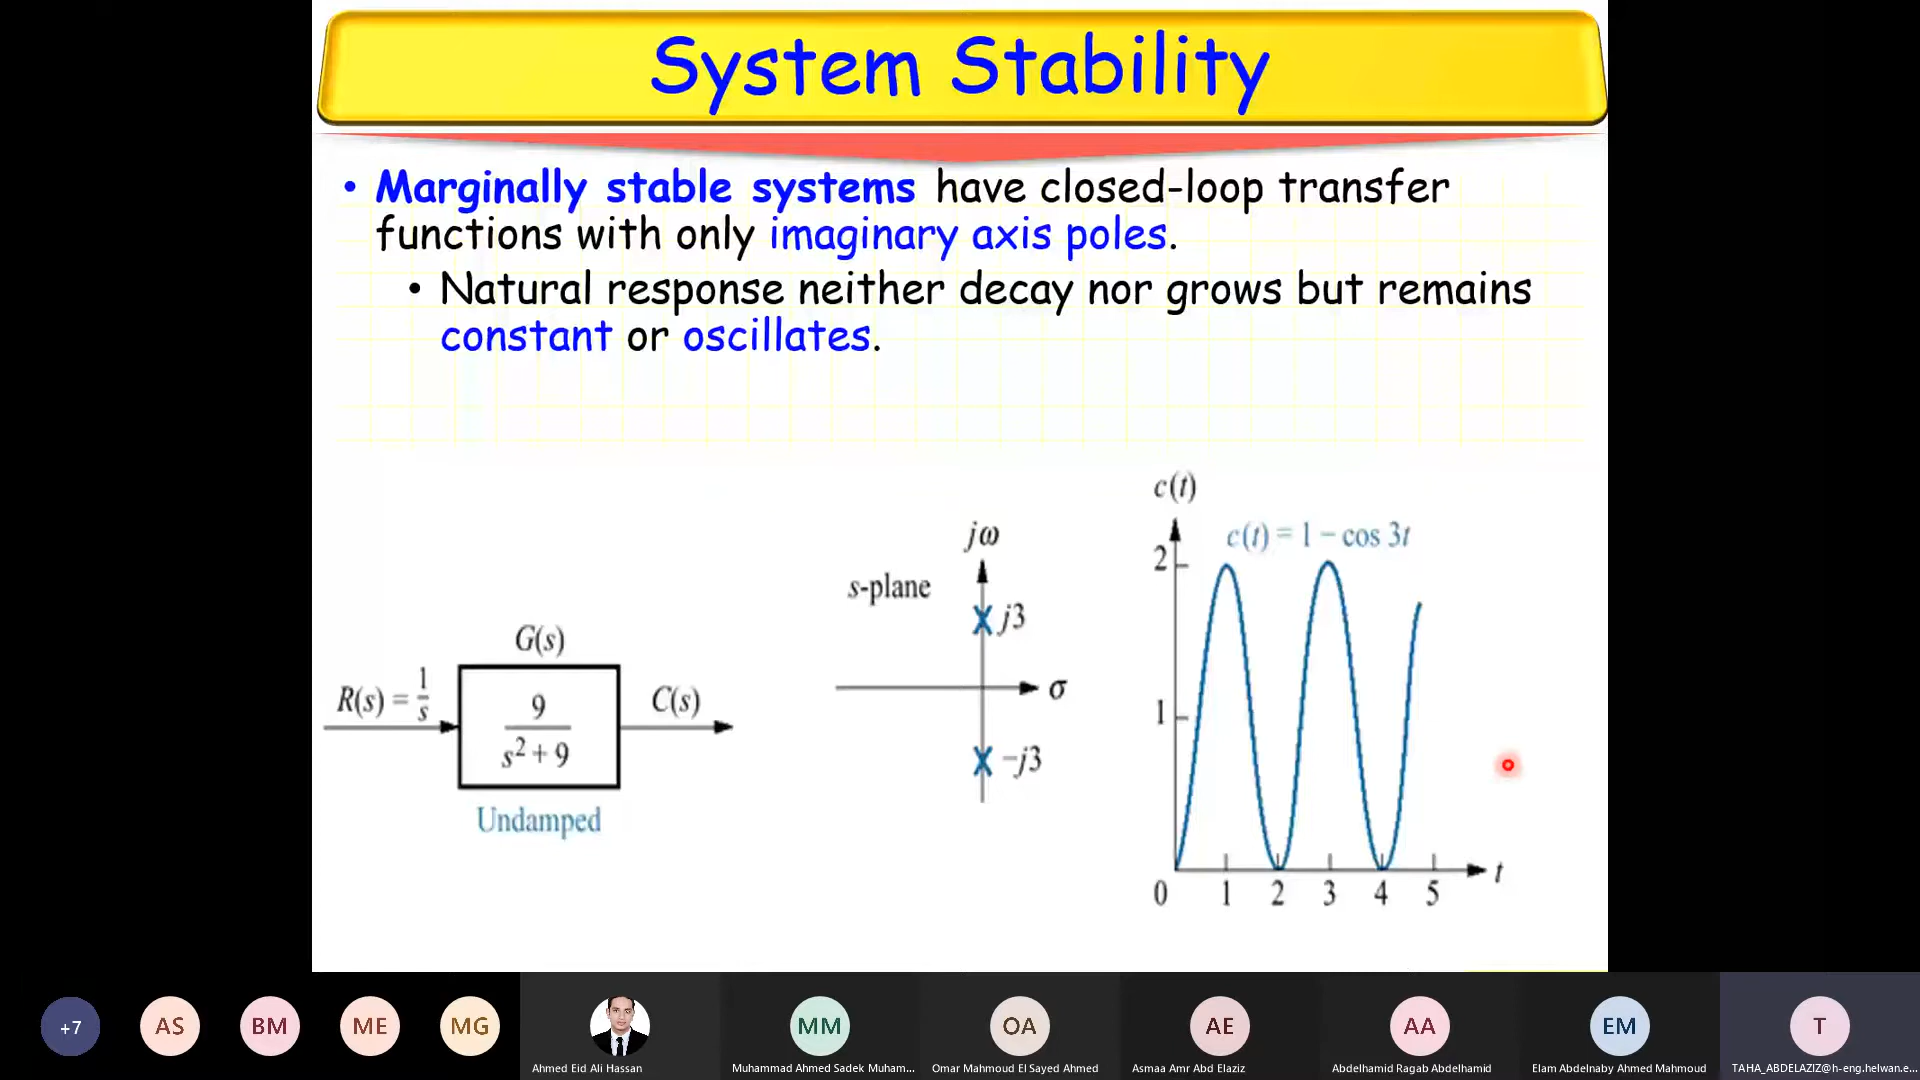 System Stability
• Marginally stable systems have closed-loop transfer
functions with only imaginary axis poles.
• Natural response neither decay nor grows but remains
constant or oscillates.
R(s) = 1/s
G(s)
9
s² + 9
C(s)
Undamped
jω
s-plane
j3
σ
−j3
c(t)
c(t) = 1 − cos 3t
2
1
0 1 2 3 4 5 t
+7 AS BM ME MG MM OA AE AA EM T
Ahmed Eid Ali Hassan Muhammad Ahmed Sadek Muham... Omar Mahmoud El Sayed Ahmed Asmaa Amr Abd Elaziz Abdelhamid Ragab Abdelhamid Elam Abdelnaby Ahmed Mahmoud TAHA_ABDELAZIZ@h-eng.helwan.e...